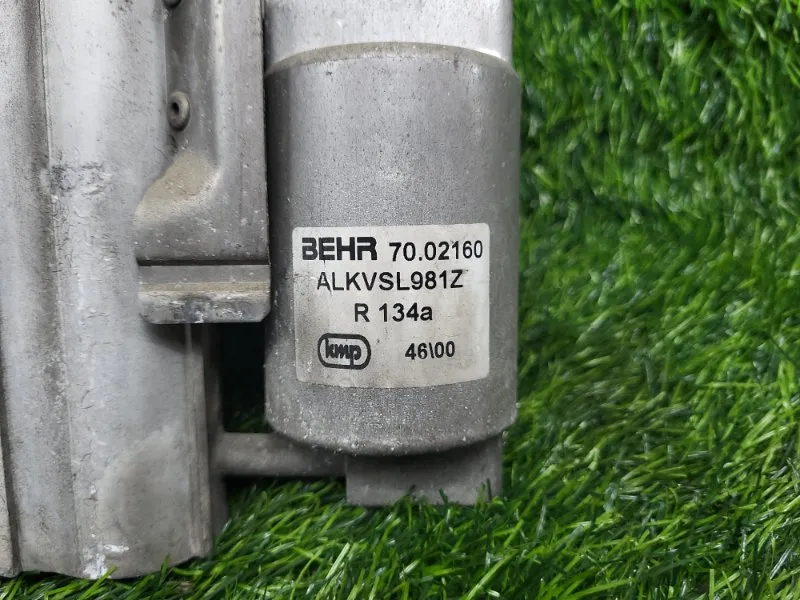 BEHR 70.02160
ALKVSL981Z
R 134a
kmp 46\00